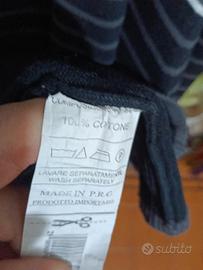 100% COTONE
LAVARE SEPARATAMENTE
WASH SEPARATELY
MADE IN P.R.C.
PRODOTTO IMPORTATO
subito